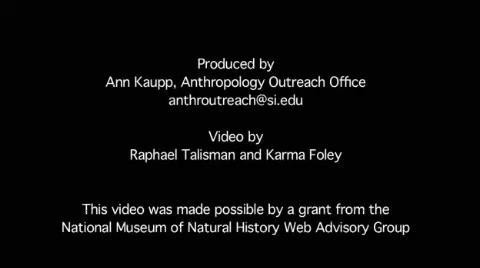 Produced by
Ann Kaupp, Anthropology Outreach Office
anthroutreach@si.edu
Video by
Raphael Talisman and Karma Foley
This video was made possible by a grant from the
National Museum of Natural History Web Advisory Group